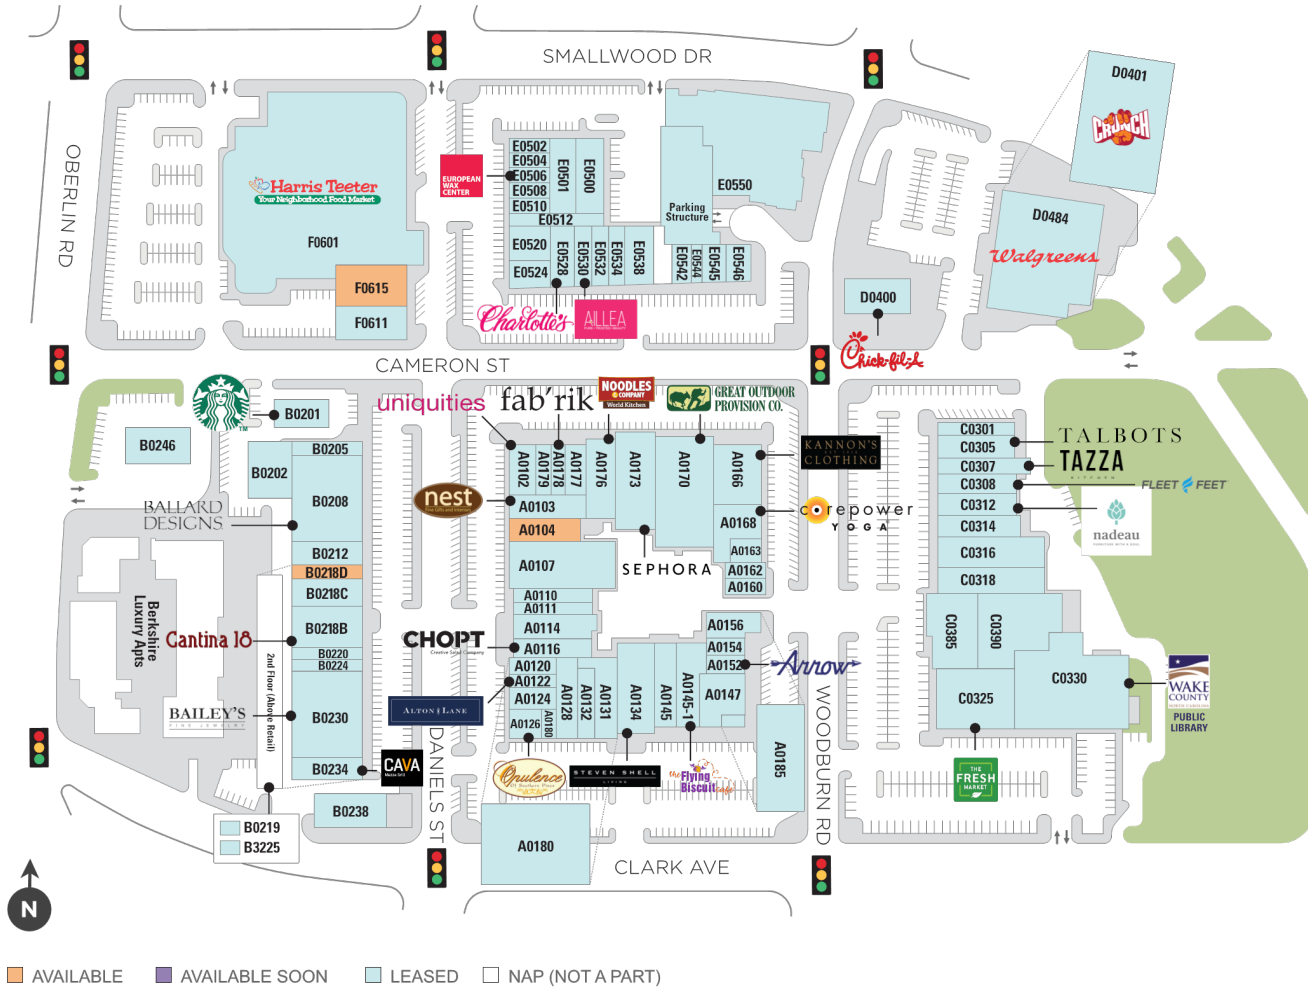 SMALLWOOD DR
D0401
CRUNCH
OBERLIN RD
Harris Teeter
Your Neighborhood Food Market
F0601
F0615
F0611
EUROPEAN
WAX
CENTER
E0502
E0504
E0506
E0508
E0510
E0501
E0500
E0512
E0520
E0524
E0528
E0530
E0532
E0534
E0538
E0550
Parking
Structure
E0542
E0544
E0545
E0546
Charlotte's
AILLEA
D0484
Walgreens
D0400
Chick-fil-A
CAMERON ST
B0201
B0246
B0205
B0202
B0208
BALLARD
DESIGNS
B0212
B0218D
B0218C
B0218B
B0220
B0224
B0230
B0234
B0238
Berkshire
Luxury Apts
Cantina 18
BAILEY'S
FINE JEWELRY
2nd Floor (Above Retail)
B0219
B3225
CAVA
Mezze Grill
DANIELS ST
uniquities
fab'rik
NOODLES
& COMPANY
World Kitchen
GREAT OUTDOOR
PROVISION CO.
KANNON'S
CLOTHING
nest
A0102
A0179
A0178
A0177
A0176
A0173
A0170
A0166
A0103
A0104
A0107
A0168
A0163
A0162
A0160
corepower
YOGA
SEPHORA
A0110
A0111
A0114
A0116
A0120
A0122
A0124
A0126
A0180
A0128
A0132
A0131
A0134
A0145
A0145-1
A0147
A0156
A0154
A0152
A0185
CHOPT
Creative Salad Company
ALTON LANE
Arrow
Opulence
STEVEN SHELL
LIVING
the Flying
Biscuit
cafe
A0180
CLARK AVE
WOODBURN RD
C0301
C0305
C0307
C0308
C0312
C0314
C0316
C0318
C0385
C0390
C0330
C0325
TALBOTS
TAZZA
KITCHEN
FLEET FEET
nadeau
WAKE
COUNTY
NORTH CAROLINA
PUBLIC
LIBRARY
THE
FRESH
MARKET
N
AVAILABLE
AVAILABLE SOON
LEASED
NAP (NOT A PART)